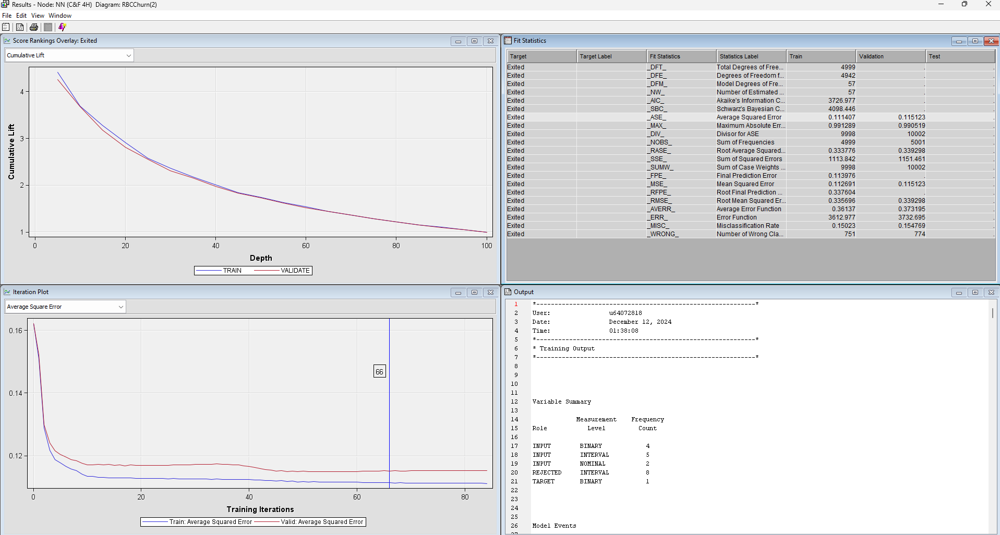 Results - Node: NN (C&F 4H)  Diagram: RBCChurn(2)
File Edit View Window
Score Rankings Overlay: Exited
Cumulative Lift
4
3
2
1
Cumulative Lift
0 20 40 60 80 100
Depth
TRAIN VALIDATE
Fit Statistics
Target Target Label Fit Statistics Statistics Label Train Validation Test
Exited _DFT_ Total Degrees of Free... 4999 . .
Exited _DFE_ Degrees of Freedom f... 4942 . .
Exited _DFM_ Model Degrees of Fre... 57 . .
Exited _NW_ Number of Estimated ... 57 . .
Exited _AIC_ Akaike's Information C... 3726.977 . .
Exited _SBC_ Schwarz's Bayesian C... 4098.446 . .
Exited _ASE_ Average Squared Error 0.111407 0.115123 .
Exited _MAX_ Maximum Absolute Err... 0.991289 0.990519 .
Exited _DIV_ Divisor for ASE 9998 10002 .
Exited _NOBS_ Sum of Frequencies 4999 5001 .
Exited _RASE_ Root Average Squared... 0.333776 0.339298 .
Exited _SSE_ Sum of Squared Errors 1113.842 1151.461 .
Exited _SUMW_ Sum of Case Weights ... 9998 10002 .
Exited _FPE_ Final Prediction Error 0.113976 . .
Exited _MSE_ Mean Squared Error 0.112691 0.115123 .
Exited _RFPE_ Root Final Prediction ... 0.337604 . .
Exited _RMSE_ Root Mean Squared Er... 0.335696 0.339298 .
Exited _AVERR_ Average Error Function 0.36137 0.373195 .
Exited _ERR_ Error Function 3612.977 3732.695 .
Exited _MISC_ Misclassification Rate 0.15023 0.154769 .
Exited _WRONG_ Number of Wrong Cla... 751 774 .
Iteration Plot
Average Square Error
0.16
0.14
0.12
66
0 20 40 60 80
Training Iterations
Train: Average Squared Error Valid: Average Squared Error
Output
1 *------------------------------------------------------------*
2 User: u64072818
3 Date: December 12, 2024
4 Time: 01:38:08
5 *------------------------------------------------------------*
6 * Training Output
7 *------------------------------------------------------------*
8
9
10
11
12 Variable Summary
13
14 Measurement Frequency
15 Role Level Count
16
17 INPUT BINARY 4
18 INPUT INTERVAL 5
19 INPUT NOMINAL 2
20 REJECTED INTERVAL 8
21 TARGET BINARY 1
22
23
24
25
26 Model Events